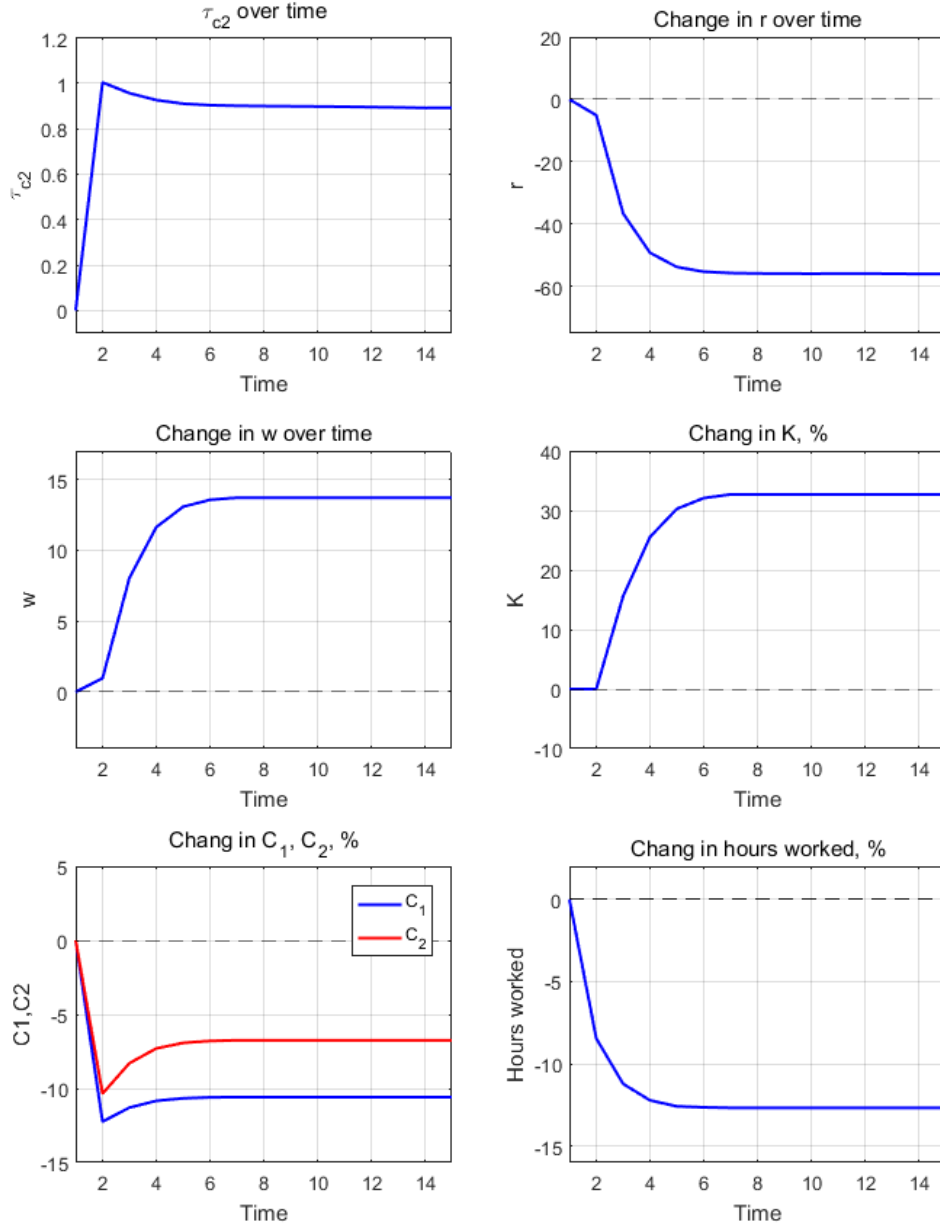 τc2 over time
τc2
1.2
1
0.8
0.6
0.4
0.2
0
2 4 6 8 10 12 14
Time
Change in r over time
r
20
0
-20
-40
-60
2 4 6 8 10 12 14
Time
Change in w over time
w
15
10
5
0
2 4 6 8 10 12 14
Time
Chang in K, %
K
40
30
20
10
0
-10
2 4 6 8 10 12 14
Time
Chang in C1, C2, %
C1,C2
5
0
-5
-10
-15
C1
C2
2 4 6 8 10 12 14
Time
Chang in hours worked, %
Hours worked
0
-5
-10
-15
2 4 6 8 10 12 14
Time